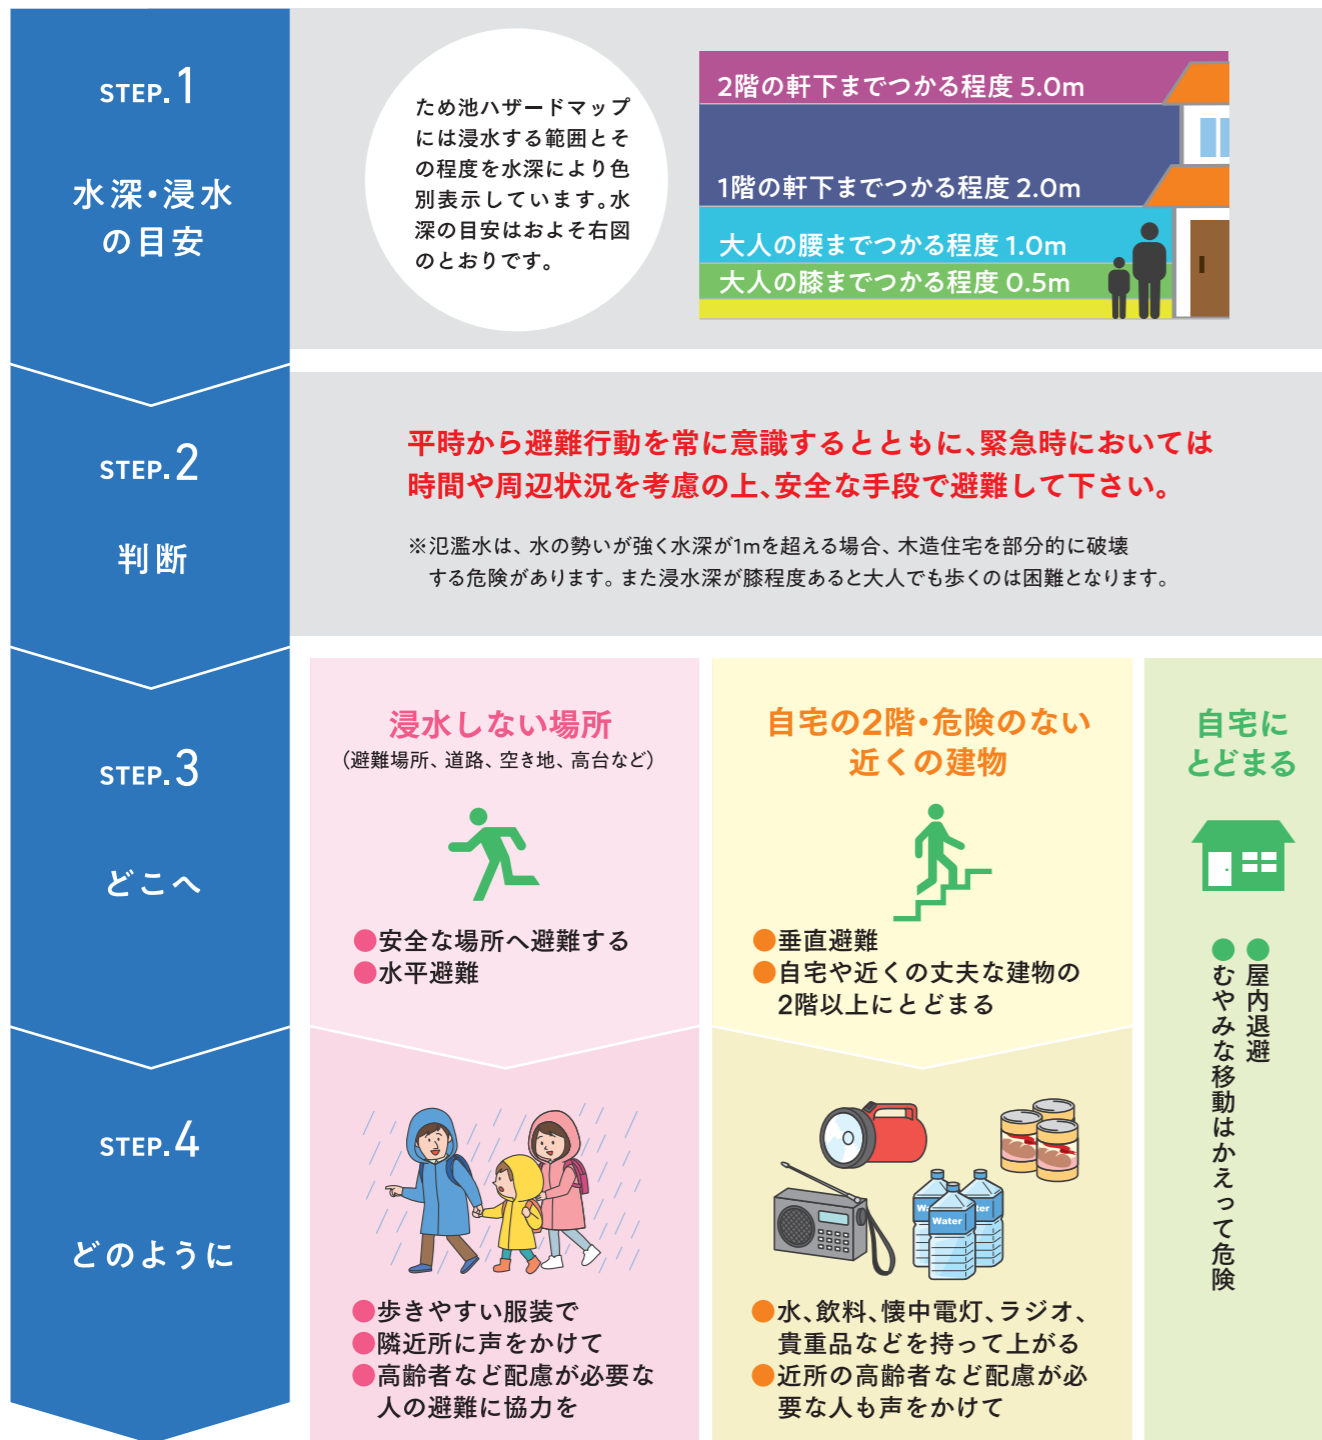 STEP.1
水深・浸水
の目安
ため池ハザードマップ
には浸水する範囲とそ
の程度を水深により色
別表示しています。水
深の目安はおよそ右図
のとおりです。
2階の軒下までつかる程度 5.0m
1階の軒下までつかる程度 2.0m
大人の腰までつかる程度 1.0m
大人の膝までつかる程度 0.5m
STEP.2
判断
平時から避難行動を常に意識するとともに、緊急時においては
時間や周辺状況を考慮の上、安全な手段で避難して下さい。
※氾濫水は、水の勢いが強く水深が1mを超える場合、木造住宅を部分的に破壊
する危険があります。また浸水深が膝程度あると大人でも歩くのは困難となります。
STEP.3
どこへ
浸水しない場所
（避難場所、道路、空き地、高台など）
●安全な場所へ避難する
●水平避難
自宅の2階・危険のない
近くの建物
●垂直避難
●自宅や近くの丈夫な建物の
2階以上にとどまる
自宅に
とどまる
●屋内退避
●むやみな移動はかえって危険
STEP.4
どのように
●歩きやすい服装で
●隣近所に声をかけて
●高齢者など配慮が必要な
人の避難に協力を
Water
●水、飲料、懐中電灯、ラジオ、
貴重品などを持って上がる
●近所の高齢者など配慮が必
要な人も声をかけて